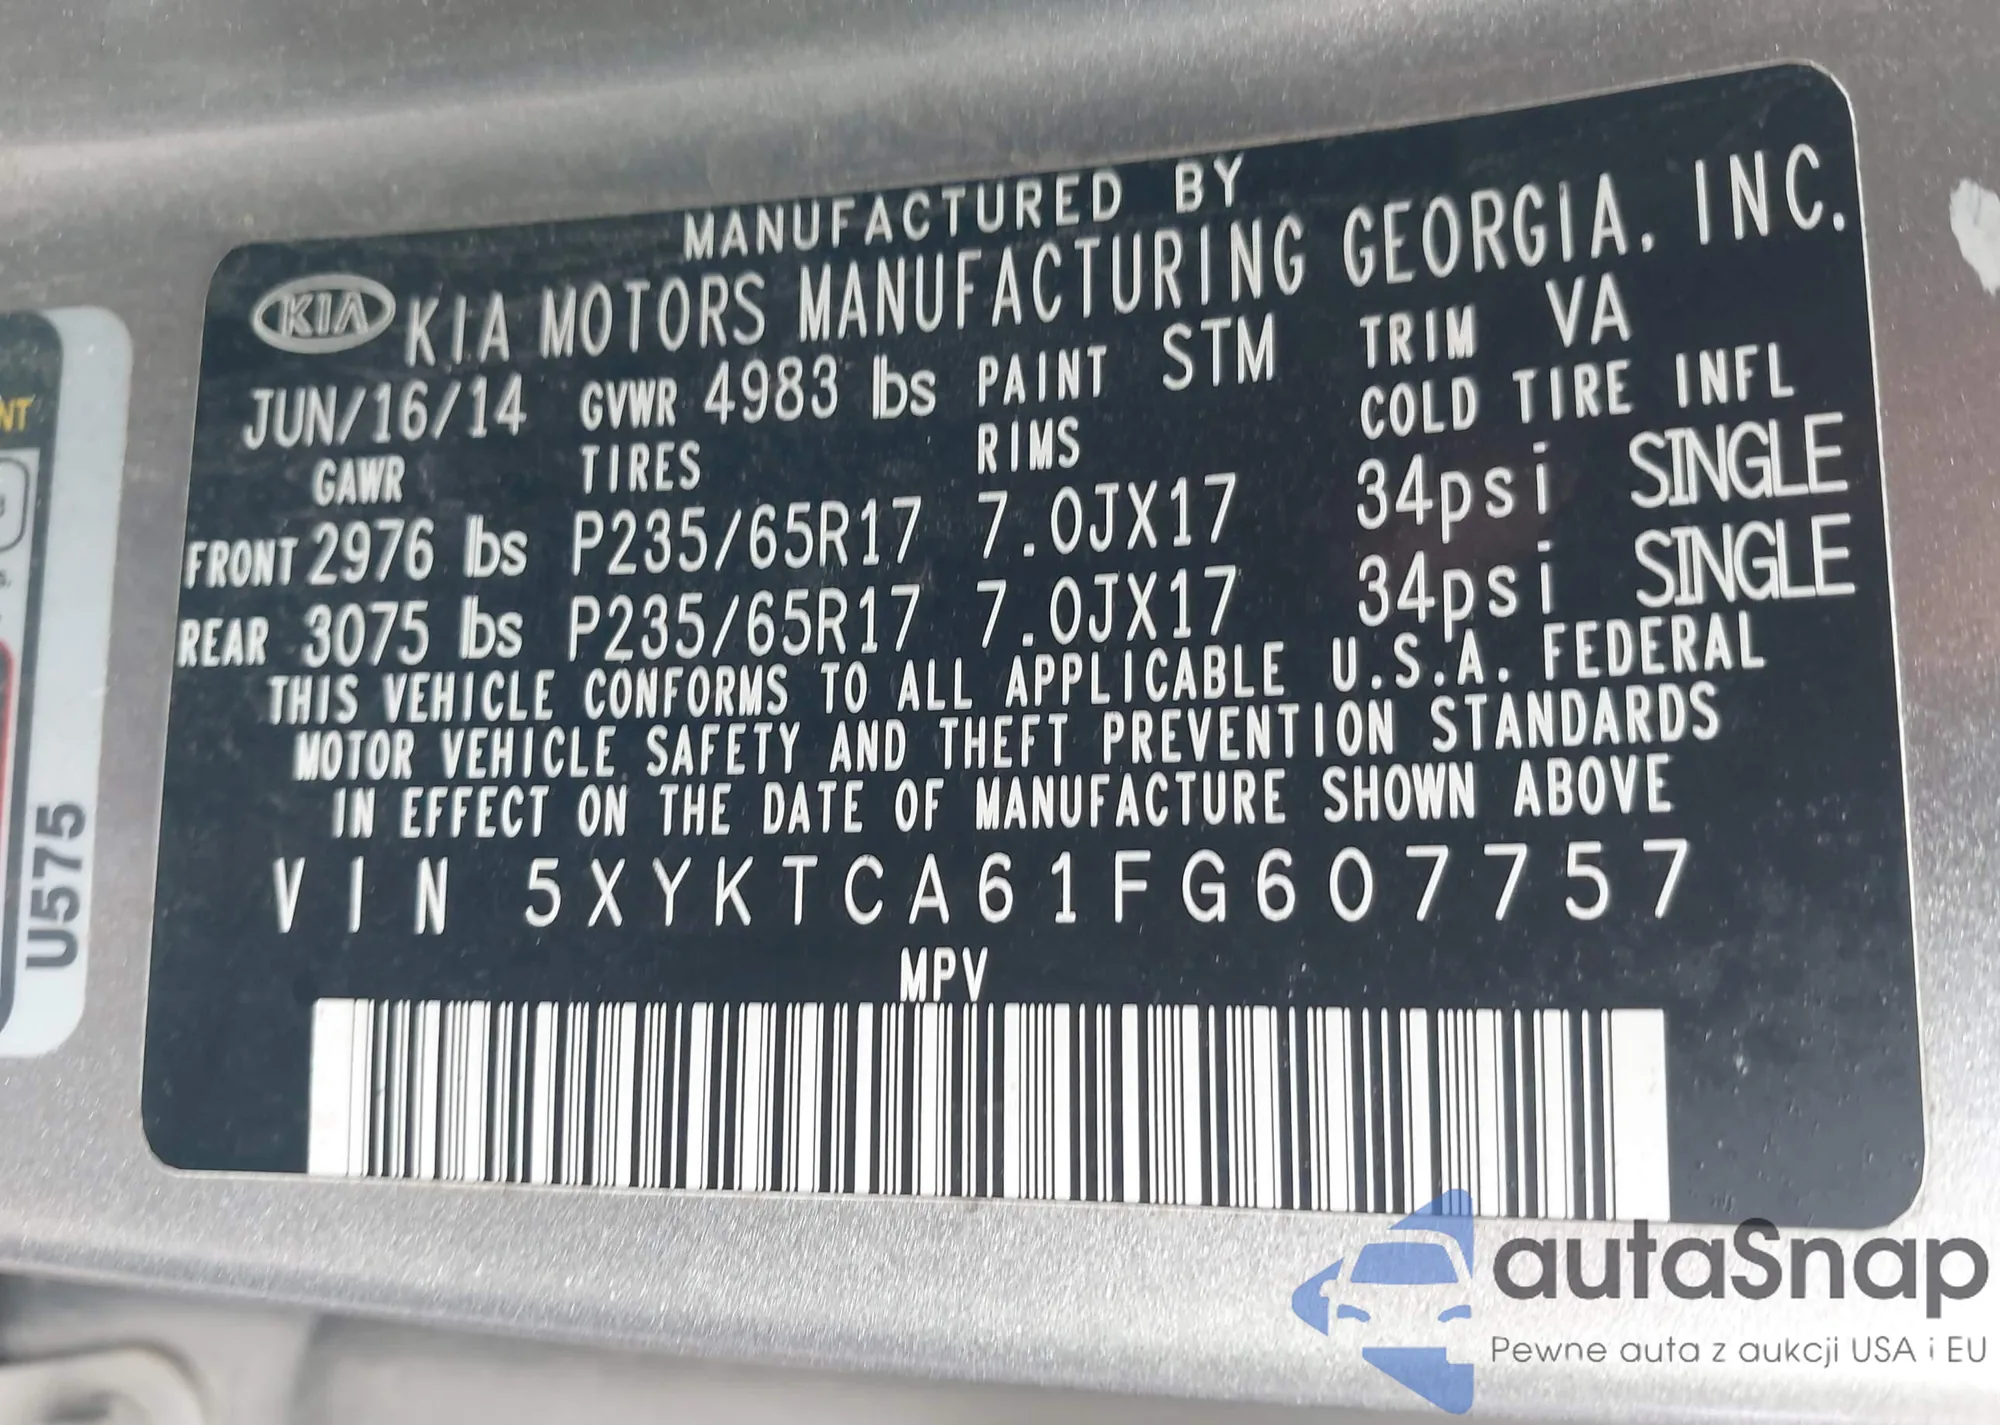 MANUFACTURED BY
KIA KIA MOTORS MANUFACTURING GEORGIA, INC.
JUN/16/14 GVWR 4983 lbs PAINT STM TRIM VA
GAWR TIRES RIMS COLD TIRE INFL
FRONT 2976 lbs P235/65R17 7.0JX17 34psi SINGLE
REAR 3075 lbs P235/65R17 7.0JX17 34psi SINGLE
THIS VEHICLE CONFORMS TO ALL APPLICABLE U.S.A. FEDERAL
MOTOR VEHICLE SAFETY AND THEFT PREVENTION STANDARDS
IN EFFECT ON THE DATE OF MANUFACTURE SHOWN ABOVE
VIN 5XYKTCA61FG607757
MPV
NT
U575
autaSnap
Pewne auta z aukcji USA i EU